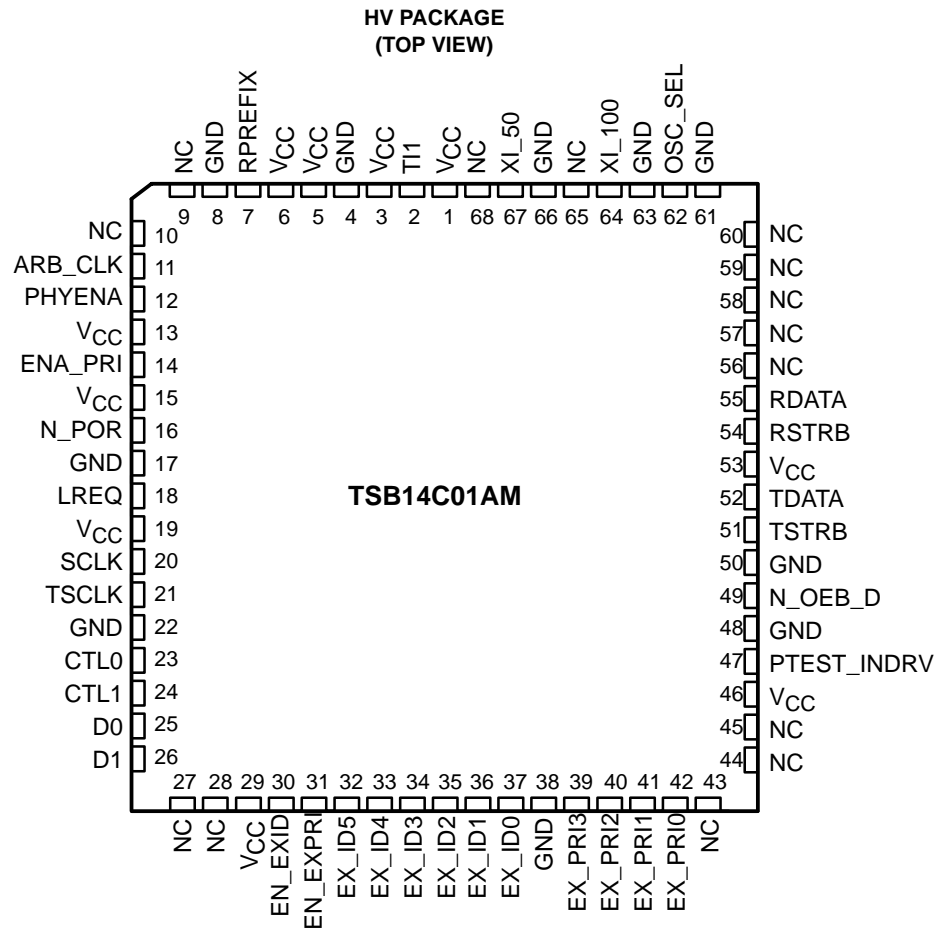 HV PACKAGE
(TOP VIEW)
NC
GND
RPREFIX
VCC
VCC
GND
VCC
TI1
VCC
NC
XI_50
GND
NC
XI_100
GND
OSC_SEL
GND
9 8 7 6 5 4 3 2 1 68 67 66 65 64 63 62 61
NC 10
ARB_CLK 11
PHYENA 12
VCC 13
ENA_PRI 14
VCC 15
N_POR 16
GND 17
LREQ 18
VCC 19
SCLK 20
TSCLK 21
GND 22
CTL0 23
CTL1 24
D0 25
D1 26
TSB14C01AM
60 NC
59 NC
58 NC
57 NC
56 NC
55 RDATA
54 RSTRB
53 VCC
52 TDATA
51 TSTRB
50 GND
49 N_OEB_D
48 GND
47 PTEST_INDRV
46 VCC
45 NC
44 NC
27 28 29 30 31 32 33 34 35 36 37 38 39 40 41 42 43
NC
NC
VCC
EN_EXID
EN_EXPRI
EX_ID5
EX_ID4
EX_ID3
EX_ID2
EX_ID1
EX_ID0
GND
EX_PRI3
EX_PRI2
EX_PRI1
EX_PRI0
NC